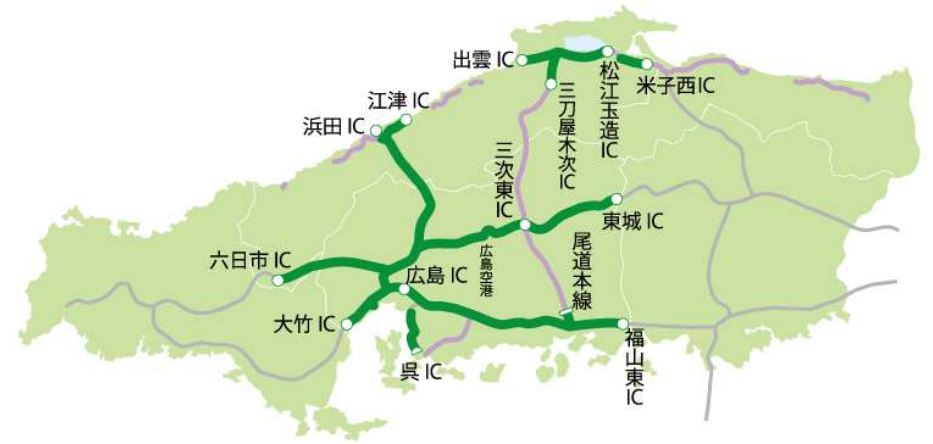 出雲 IC
松江玉造IC
米子西IC
江津 IC
浜田 IC
三刀屋木次IC
三次東IC
東城 IC
尾道本線
広島空港
六日市 IC
広島 IC
大竹 IC
呉 IC
福山東IC